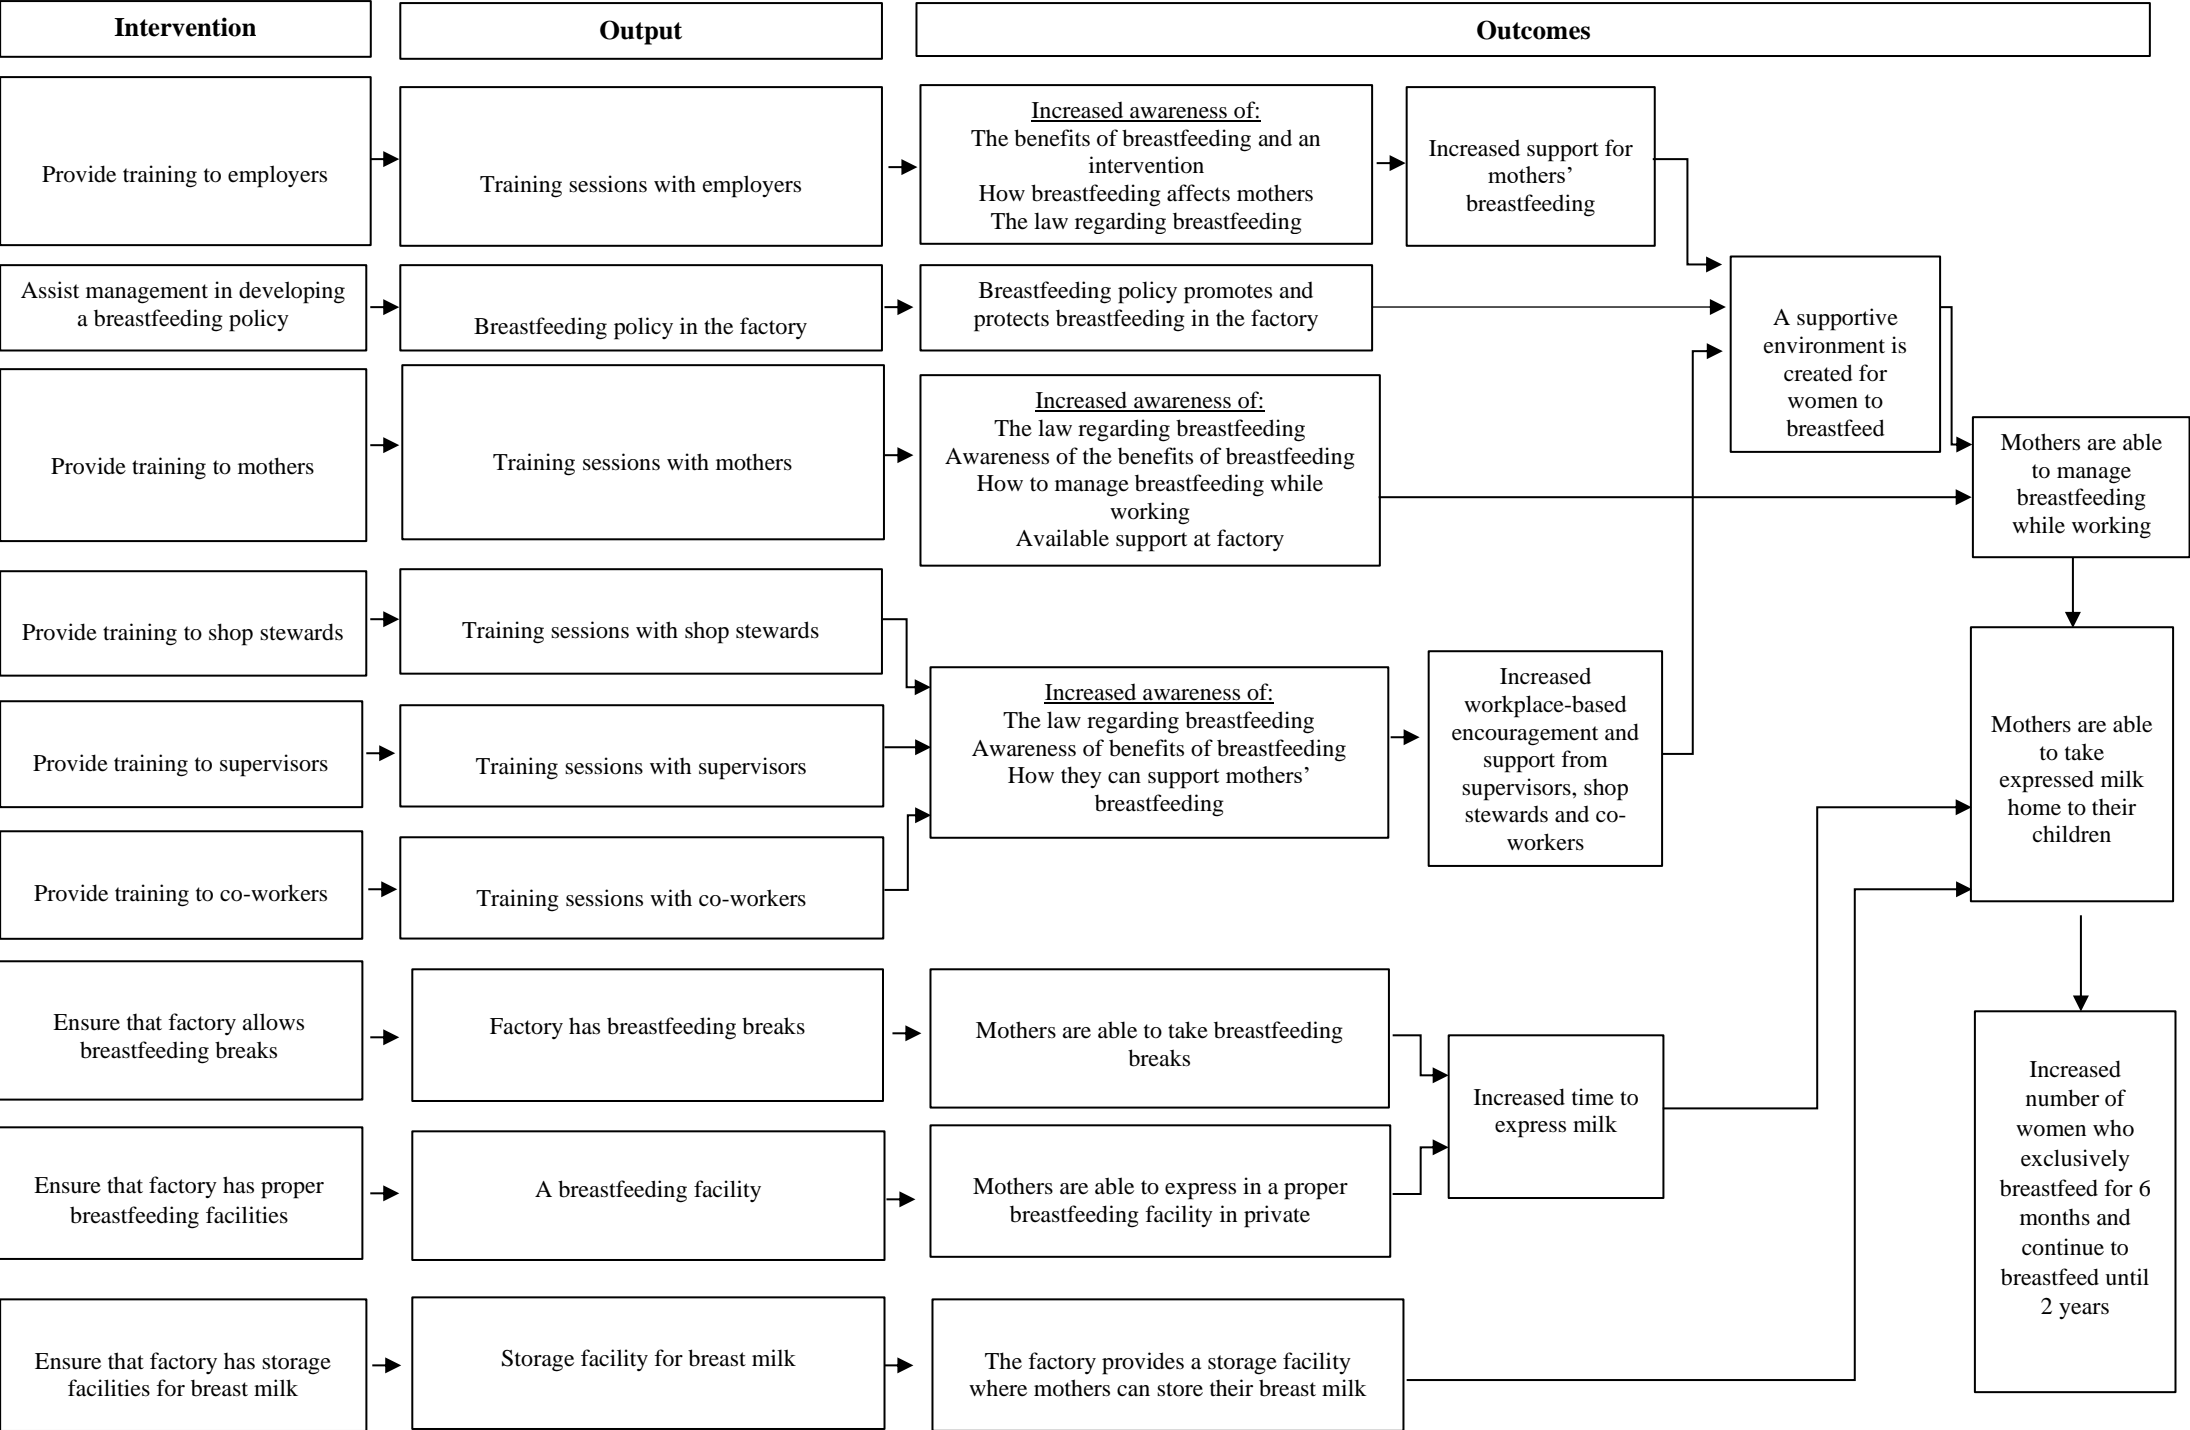 Intervention
Output
Outcomes
Provide training to employers
Training sessions with employers
Increased awareness of:
The benefits of breastfeeding and an
intervention
How breastfeeding affects mothers
The law regarding breastfeeding
Increased support for
mothers’
breastfeeding
Assist management in developing
a breastfeeding policy
Breastfeeding policy in the factory
Breastfeeding policy promotes and
protects breastfeeding in the factory
A supportive
environment is
created for
women to
breastfeed
Provide training to mothers
Training sessions with mothers
Increased awareness of:
The law regarding breastfeeding
Awareness of the benefits of breastfeeding
How to manage breastfeeding while
working
Available support at factory
Mothers are able
to manage
breastfeeding
while working
Provide training to shop stewards
Training sessions with shop stewards
Provide training to supervisors
Training sessions with supervisors
Increased awareness of:
The law regarding breastfeeding
Awareness of benefits of breastfeeding
How they can support mothers’
breastfeeding
Increased
workplace-based
encouragement and
support from
supervisors, shop
stewards and co-
workers
Mothers are able
to take
expressed milk
home to their
children
Provide training to co-workers
Training sessions with co-workers
Ensure that factory allows
breastfeeding breaks
Factory has breastfeeding breaks
Mothers are able to take breastfeeding
breaks
Increased time to
express milk
Ensure that factory has proper
breastfeeding facilities
A breastfeeding facility
Mothers are able to express in a proper
breastfeeding facility in private
Increased
number of
women who
exclusively
breastfeed for 6
months and
continue to
breastfeed until
2 years
Ensure that factory has storage
facilities for breast milk
Storage facility for breast milk
The factory provides a storage facility
where mothers can store their breast milk